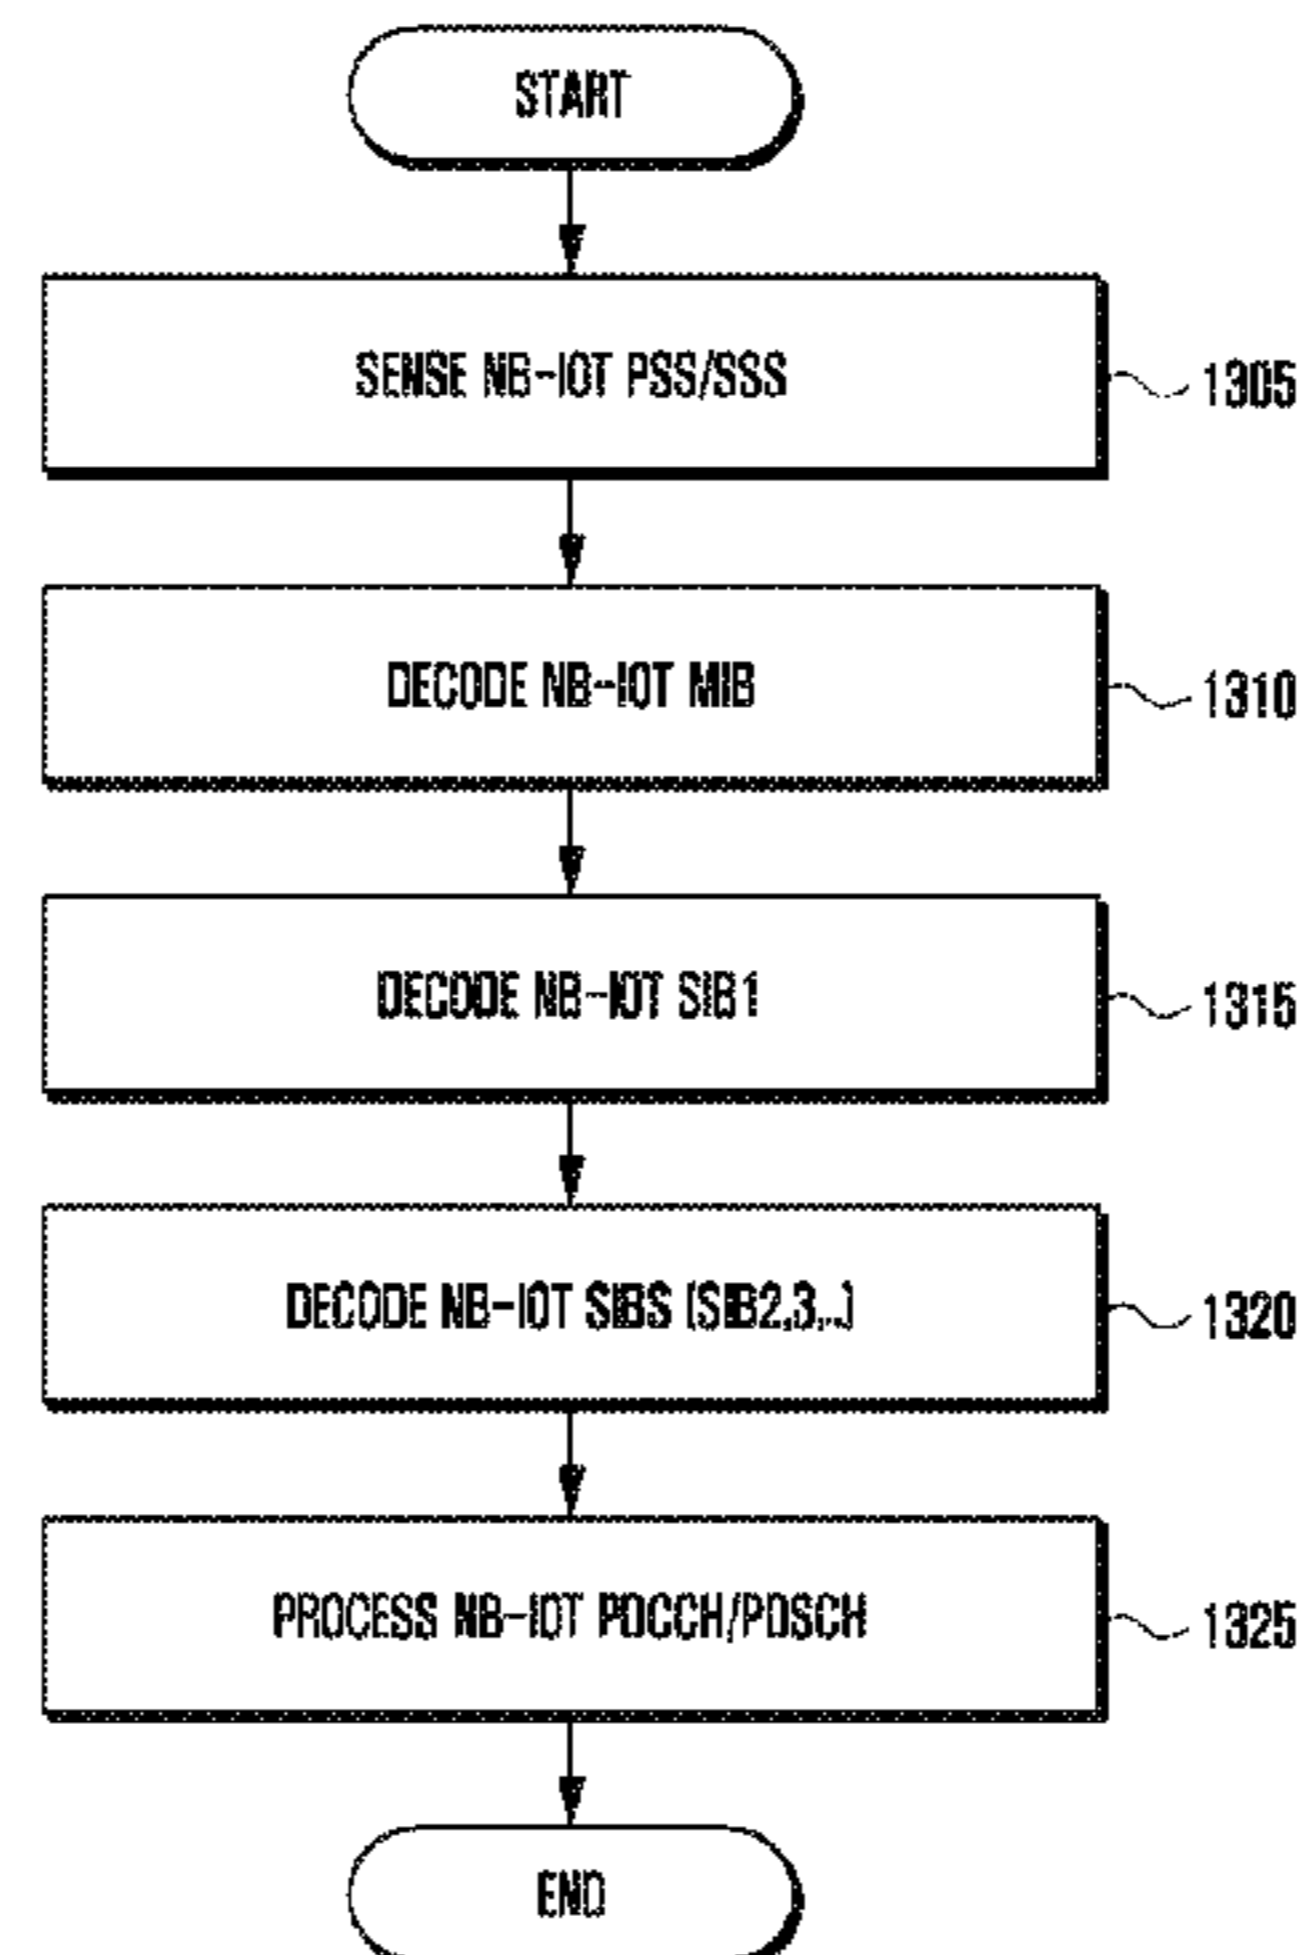 START
SENSE NB-IOT PSS/SSS
1305
DECODE NB-IOT MIB
1310
DECODE NB-IOT SIB1
1315
DECODE NB-IOT SIBS (SIB2,3,..)
1320
PROCESS NB-IOT PDCCH/PDSCH
1325
END